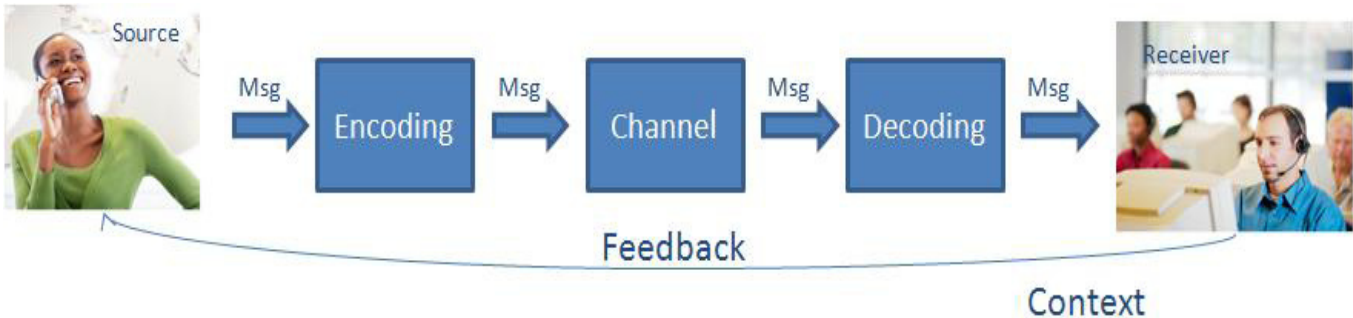 Source
Receiver
Msg
Msg
Msg
Msg
Encoding
Channel
Decoding
Feedback
Context